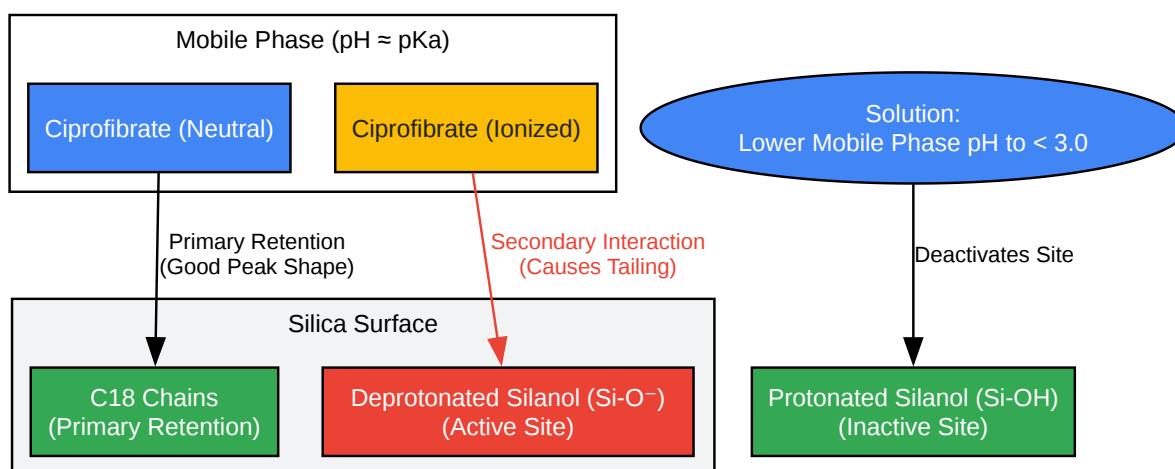 Mobile Phase (pH ≈ pKa)
Ciprofibrate (Neutral)
Ciprofibrate (Ionized)
Solution:
Lower Mobile Phase pH to < 3.0
Primary Retention
(Good Peak Shape)
Secondary Interaction
(Causes Tailing)
Deactivates Site
Silica Surface
C18 Chains
(Primary Retention)
Deprotonated Silanol (Si-O⁻)
(Active Site)
Protonated Silanol (Si-OH)
(Inactive Site)